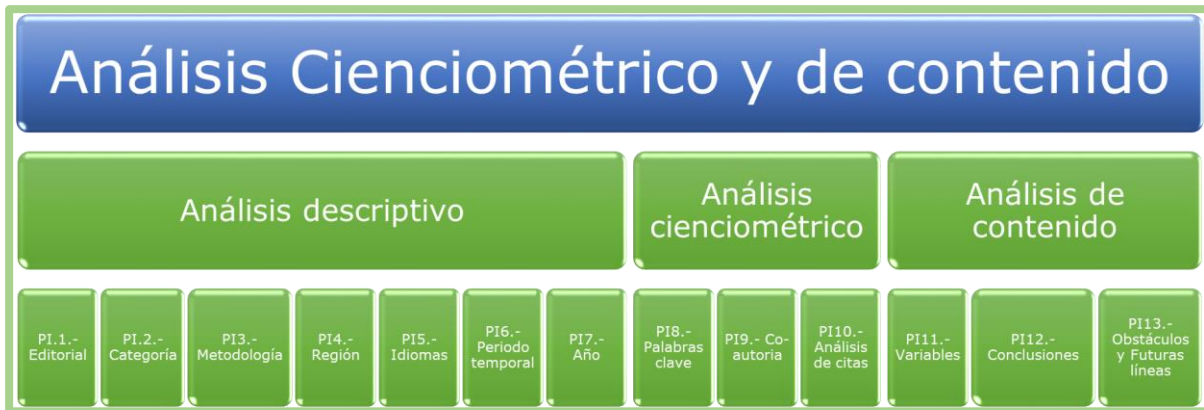 Análisis Cienciométrico y de contenido
Análisis descriptivo
Análisis
cienciométrico
Análisis de
contenido
PI.1.-
Editorial
PI.2.-
Categoría
PI3.-
Metodología
PI4.-
Región
PI5.-
Idiomas
PI6.-
Periodo
temporal
PI7.-
Año
PI8.-
Palabras
clave
PI9.- Co-
autoria
PI10.-
Análisis
de citas
PI11.-
Variables
PI12.-
Conclusiones
PI13.-
Obstáculos
y Futuras
líneas